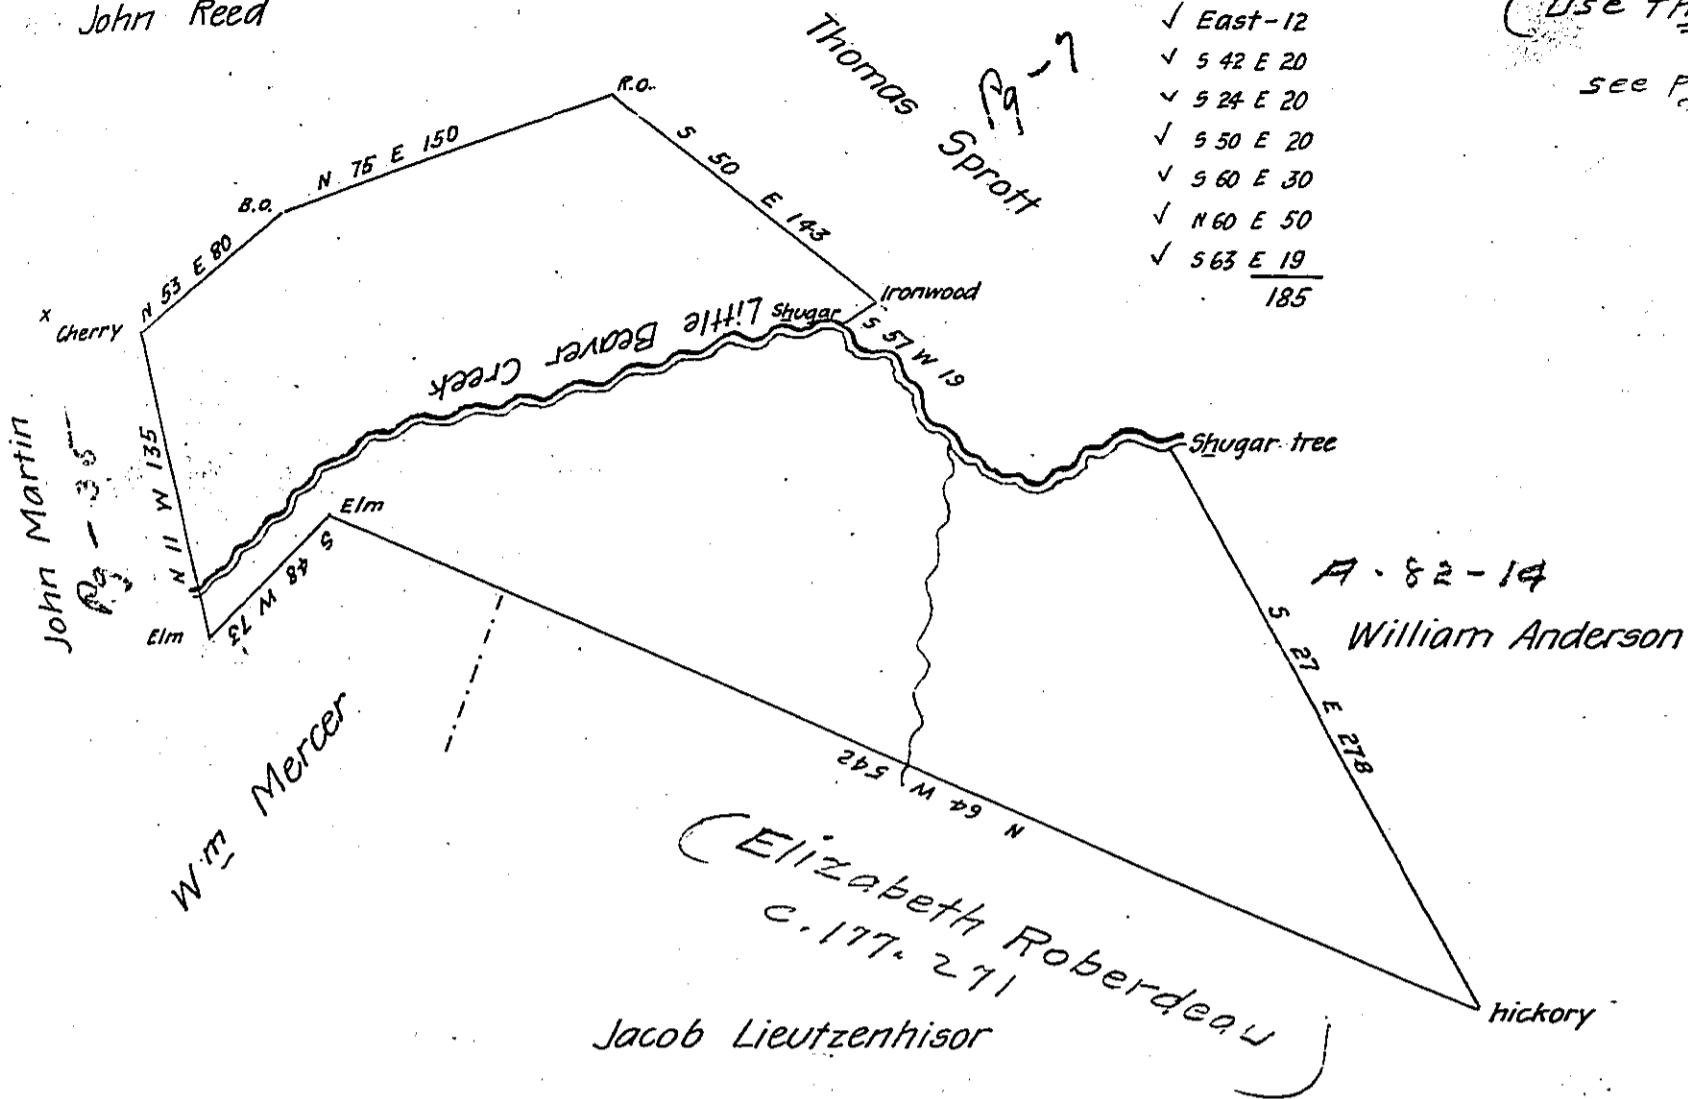 John Reed
Thomas
Sprott
Pg - 7
√ East - 12
√ S 42 E 20
√ S 24 E 20
√ S 50 E 20
√ S 60 E 30
√ N 60 E 50
√ S 63 E 19
185
see
R.O.
N 75 E 150
B.O.
S 50 E 143
N 53 E 80
x
Cherry
Ironwood
Shugar
Little Beaver Creek
S 57 W 19
Shugar tree
John Martin
Pg - 35
N 11 W 135
Elm
S 48 W 73
Elm
A. 82-14
William Anderson
S 27 E 278
Wm Mercer
N 64 W 542
(Elizabeth Roberdeau)
C. 177. 271
Jacob Lieutzenhisor
hickory